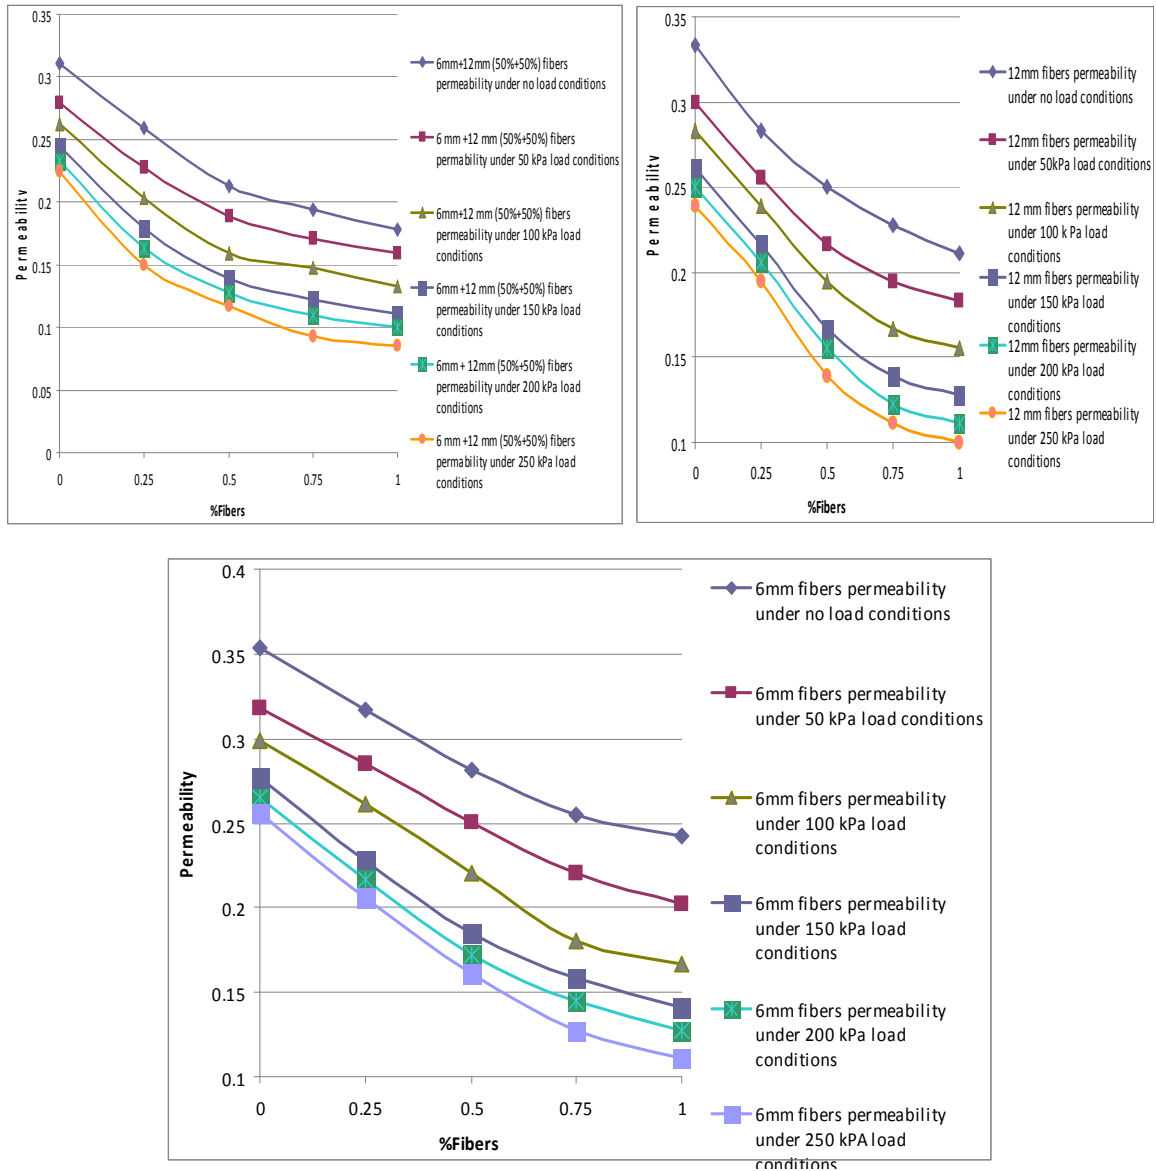 0.35
0.3
0.25
0.2
0.15
0.1
0.05
0
Permeability
0 0.25 0.5 0.75 1
%Fibers
6mm+12mm (50%+50%) fibers
permeability under no load conditions
6 mm +12 mm (50%+50%) fibers
permability under 50 kPa load conditions
6mm+12 mm (50%+50%) fibers
permeability under 100 kPa load
conditions
6mm+12 mm (50%+50%) fibers
permeability under 150 kPa load
conditions
6mm + 12mm (50%+50%) fibers
permeability under 200 kPa load
conditions
6 mm +12 mm (50%+50%) fibers
permability under 250 kPa load
conditions
0.35
0.3
0.25
0.2
0.15
0.1
Permeability
0 0.25 0.5 0.75 1
%Fibers
12mm fibers permeability
under no load conditions
12mm fibers permeability
under 50kPa load conditions
12 mm fibers permeability
under 100 k Pa load
conditions
12 mm fibers permeability
under 150 kPa load
conditions
12mm fibers permeability
under 200 kPa load
conditions
12 mm fibers permeability
under 250 kPa load
conditions
0.4
0.35
0.3
0.25
0.2
0.15
0.1
Permeability
0 0.25 0.5 0.75 1
%Fibers
6mm fibers permeability
under no load conditions
6mm fibers permeability
under 50 kPa load conditions
6mm fibers permeability
under 100 kPa load
conditions
6mm fibers permeability
under 150 kPa load
conditions
6mm fibers permeability
under 200 kPa load
conditions
6mm fibers permeability
under 250 kPA load
conditions